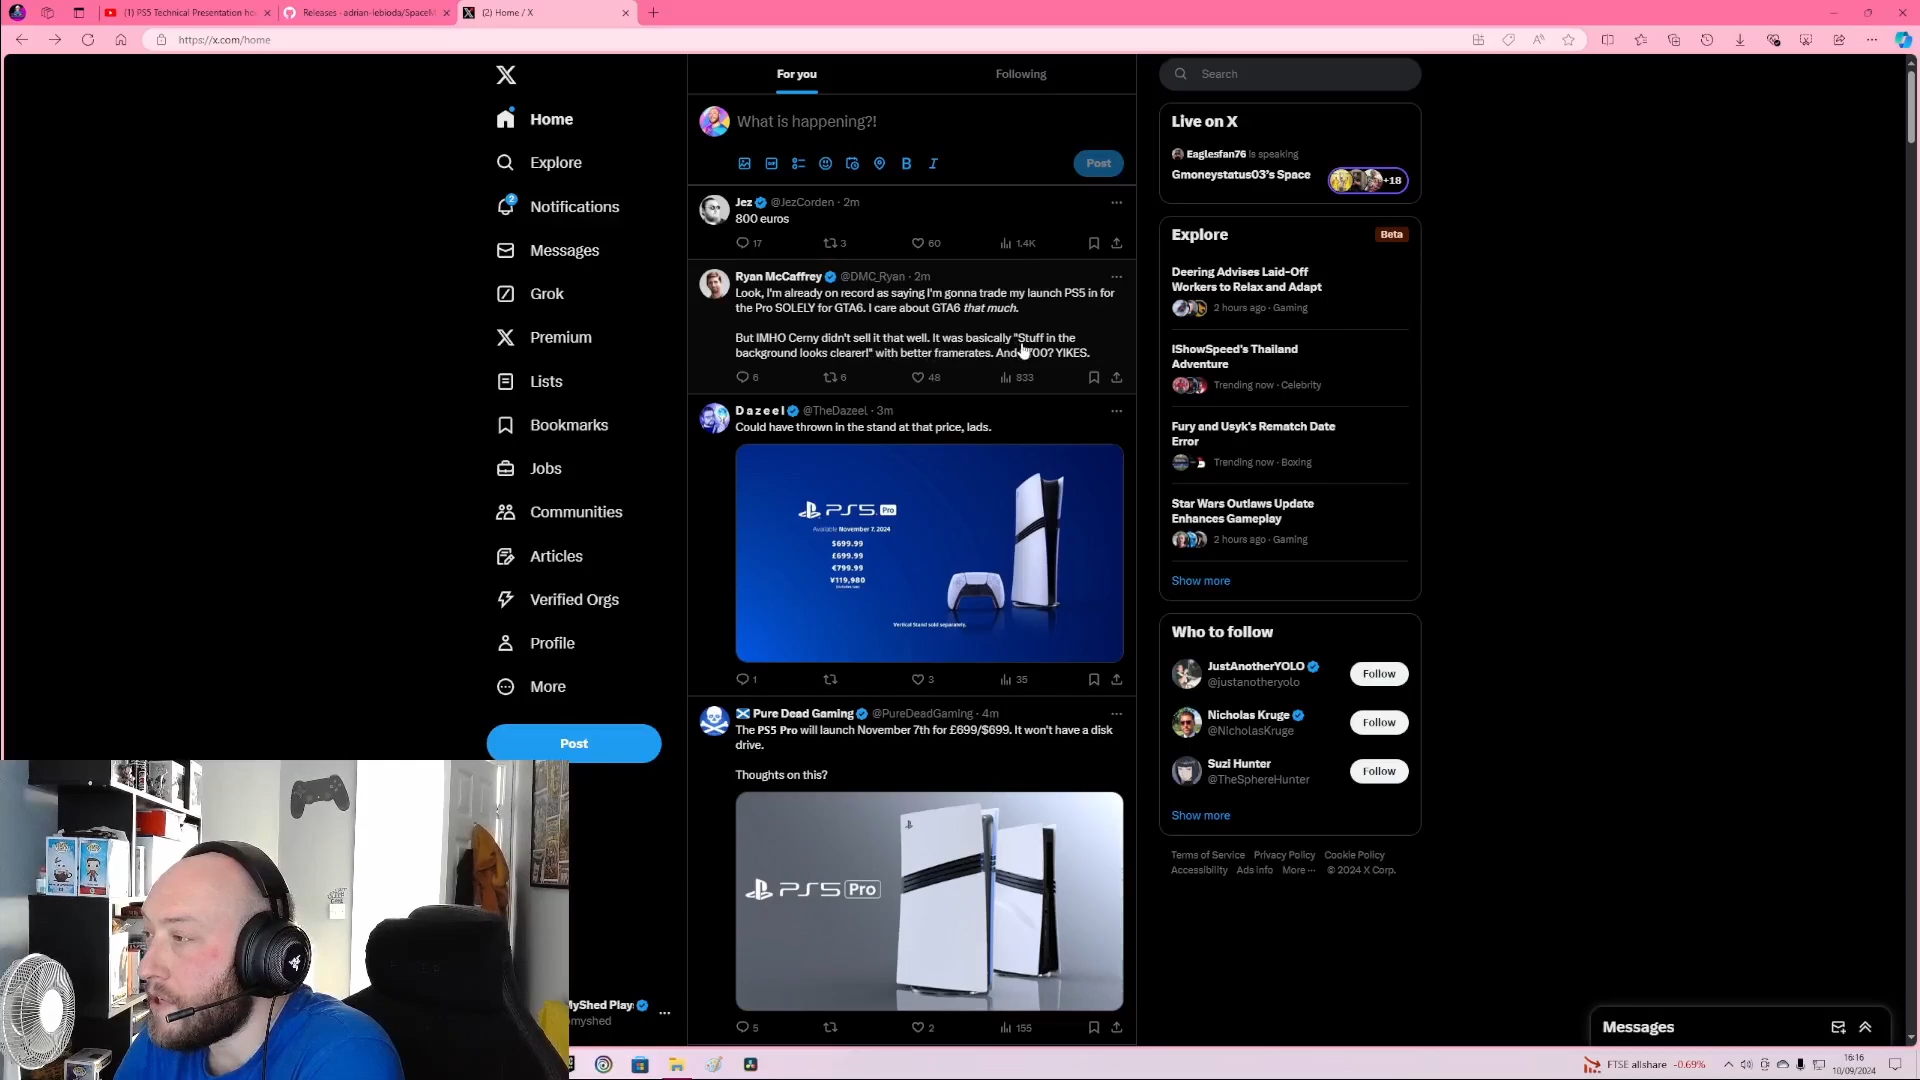 (1) PS5 Technical Presentation ho
Releases · adrian-lebioda/SpaceM
(2) Home / X
https://x.com/home
Home
Explore
2
Notifications
Messages
Grok
Premium
Lists
Bookmarks
Jobs
Communities
Articles
Verified Orgs
Profile
More
Post
MyShed Play
omyshed
For you
Following
What is happening?!
Post
Jez @JezCorden · 2m
800 euros
17 3 60 1.4K
Ryan McCaffrey @DMC_Ryan · 2m
Look, I'm already on record as saying I'm gonna trade my launch PS5 in for
the Pro SOLELY for GTA6. I care about GTA6 that much.
But IMHO Cerny didn't sell it that well. It was basically "Stuff in the
background looks clearer!" with better framerates. And 00? YIKES.
6 6 48 833
Dazeel @TheDazeel · 3m
Could have thrown in the stand at that price, lads.
PS5 Pro
Available November 7, 2024
$699.99
£699.99
€799.99
¥119,980
Vertical Stand sold separately.
1 3 35
Pure Dead Gaming @PureDeadGaming · 4m
The PS5 Pro will launch November 7th for £699/$699. It won't have a disk
drive.
Thoughts on this?
PS5 Pro
5 2 155
Search
Live on X
Eaglesfan76 is speaking
Gmoneystatus03's Space
+18
Explore
Beta
Deering Advises Laid-Off
Workers to Relax and Adapt
2 hours ago · Gaming
IShowSpeed's Thailand
Adventure
Trending now · Celebrity
Fury and Usyk's Rematch Date
Error
Trending now · Boxing
Star Wars Outlaws Update
Enhances Gameplay
2 hours ago · Gaming
Show more
Who to follow
JustAnotherYOLO
@justanotheryolo
Follow
Nicholas Kruge
@NicholasKruge
Follow
Suzi Hunter
@TheSphereHunter
Follow
Show more
Terms of Service Privacy Policy Cookie Policy
Accessibility Ads info More ··· © 2024 X Corp.
Messages
FTSE allshare -0.69%
16:16
10/09/2024